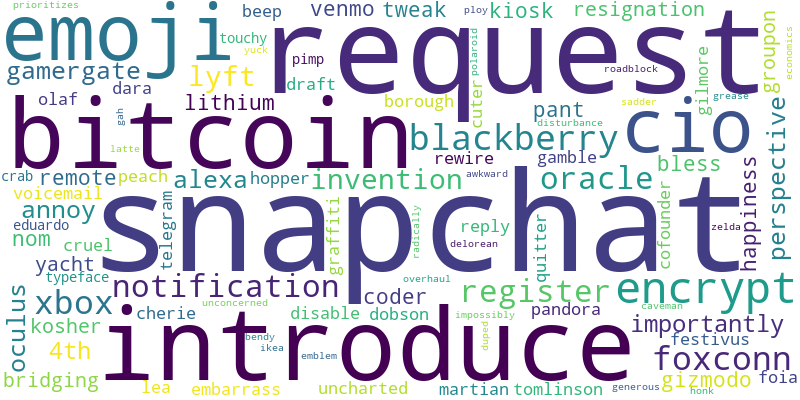 prioritizes
emoji
beep
venmo
tweak
ploy
kiosk
resignation
request
touchy
yuck
polaroid
groupon
economics
gamergate
lyft
pimp
roadblock
gilmore
dara
draft
olaf
lithium
borough
cuter
sadder
grease
bitcoin
gah
pant
cio
perspective
disturbance
blackberry
latte
rewire
gamble
bless
happiness
crab
remote
peach
alexa
hopper
invention
awkward
oracle
voicemail
snapchat
annoy
telegram
graffiti
radically
reply
quitter
cofounder
zelda
eduardo
nom
cruel
delorean
yacht
typeface
notification
overhaul
register
encrypt
oculus
xbox
unconcerned
coder
cherie
disable
dobson
impossibly
pandora
caveman
importantly
kosher
introduce
duped
festivus
4th
bendy
ikea
emblem
foxconn
bridging
lea
embarrass
uncharted
martian
tomlinson
generous
gizmodo
honk
foia